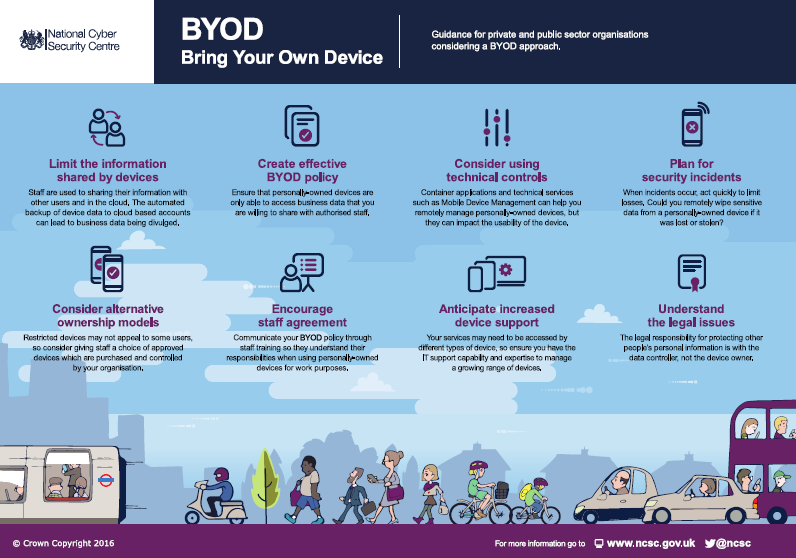 National Cyber
Security Centre
BYOD
Bring Your Own Device
Guidance for private and public sector organisations
considering a BYOD approach.
Limit the information
shared by devices
Staff are used to sharing their information with
other users and in the cloud. The automated
backup of device data to cloud based accounts
can lead to business data being divulged.
Create effective
BYOD policy
Ensure that personally-owned devices are
only able to access business data that you
are willing to share with authorised staff.
Consider using
technical controls
Container applications and technical services
such as Mobile Device Management can help you
remotely manage personally-owned devices, but
they can impact the usability of the device.
Plan for
security incidents
When incidents occur, act quickly to limit
losses. Could you remotely wipe sensitive
data from a personally-owned device if it
was lost or stolen?
Consider alternative
ownership models
Restricted devices may not appeal to some users,
so consider giving staff a choice of approved
devices which are purchased and controlled
by your organisation.
Encourage
staff agreement
Communicate your BYOD policy through
staff training so they understand their
responsibilities when using personally-owned
devices for work purposes.
Anticipate increased
device support
Your services may need to be accessed by
different types of device, so ensure you have the
IT support capability and expertise to manage
a growing range of devices.
Understand
the legal issues
The legal responsibility for protecting other
people's personal information is with the
data controller, not the device owner.
© Crown Copyright 2016
For more information go to www.ncsc.gov.uk @ncsc